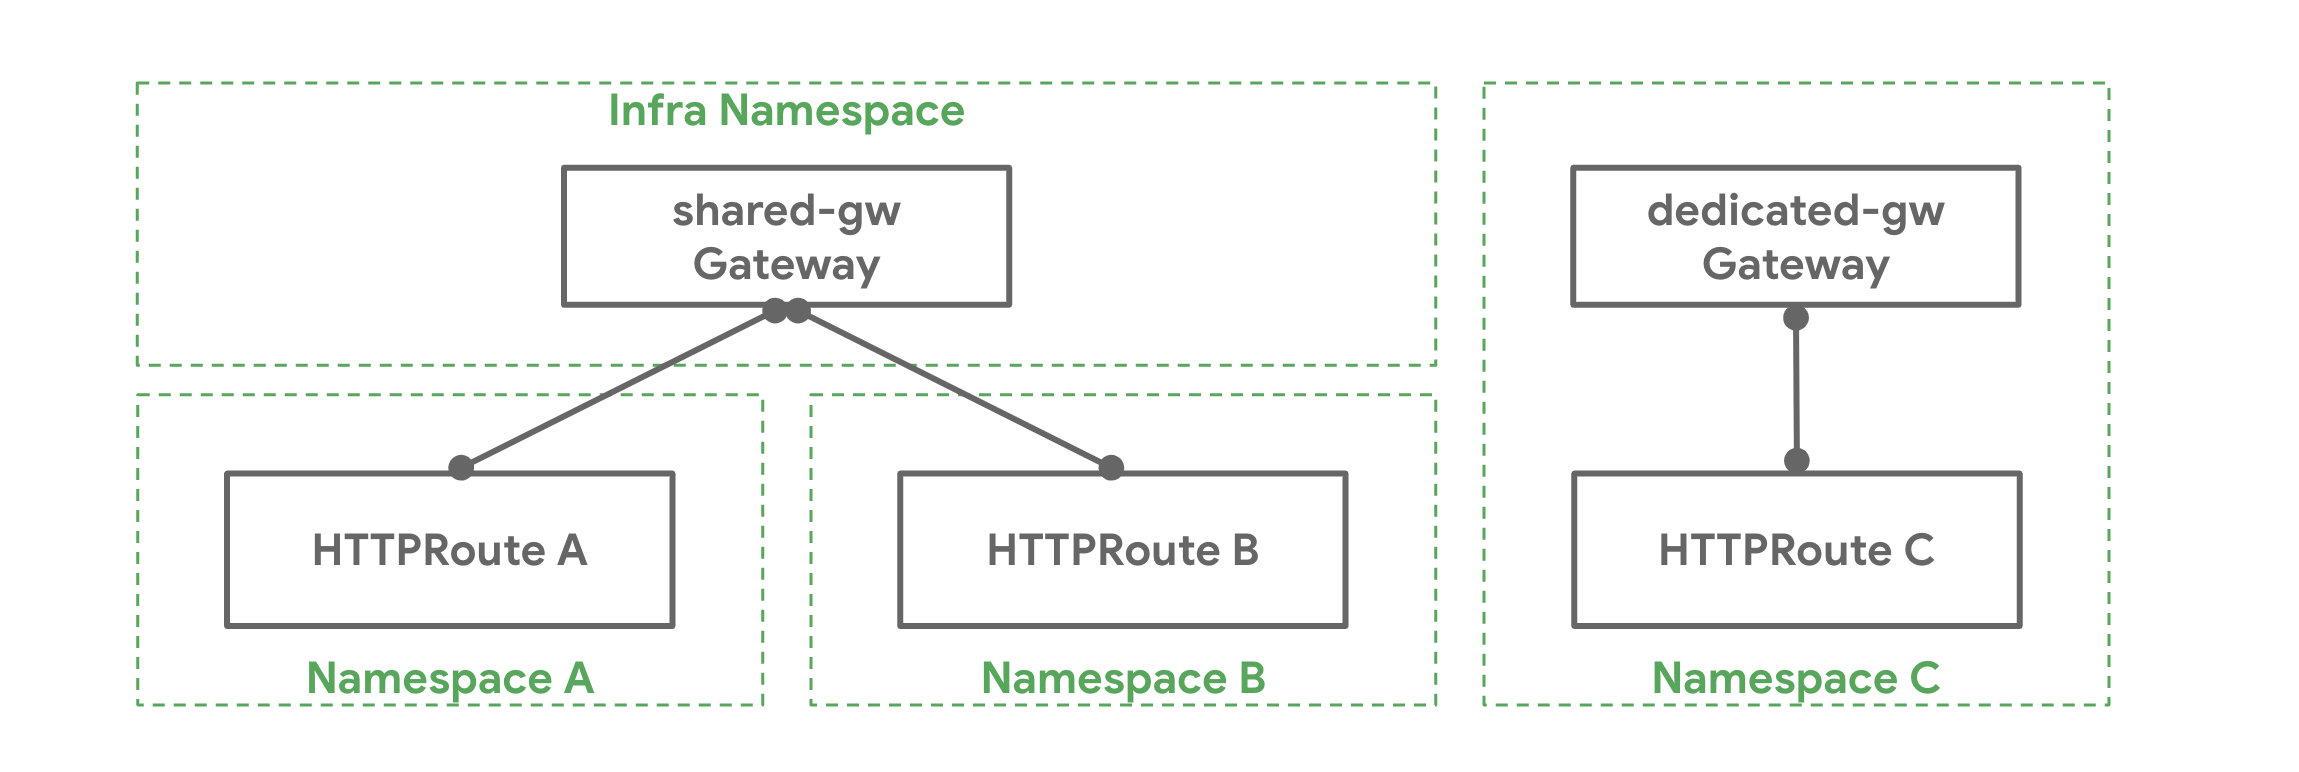 Infra Namespace
shared-gw
Gateway
dedicated-gw
Gateway
HTTPRoute A
HTTPRoute B
HTTPRoute C
Namespace A
Namespace B
Namespace C